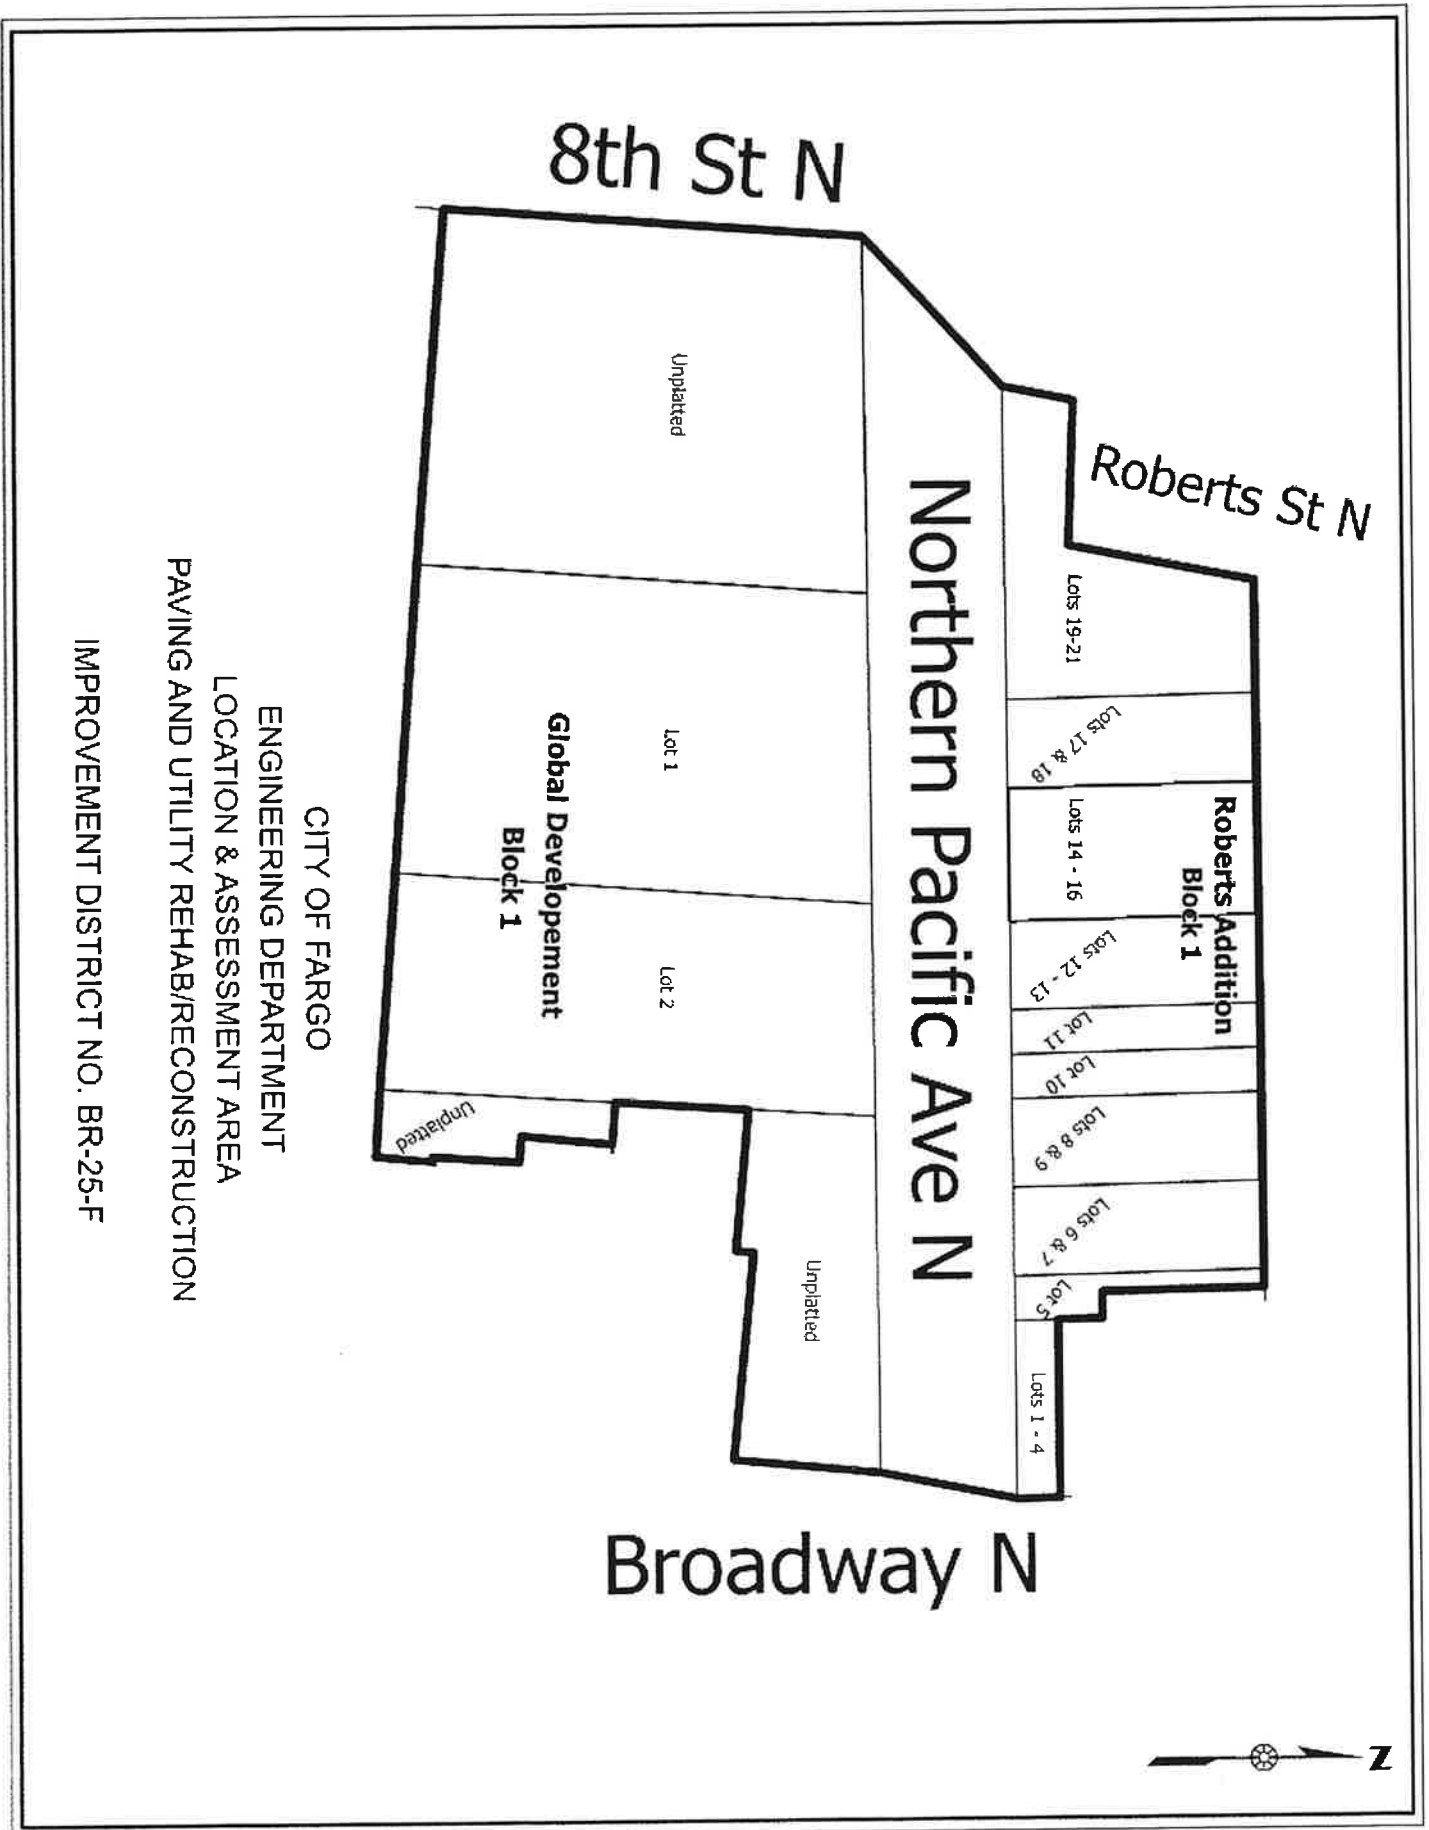 8th St N
Roberts St N
Northern Pacific Ave N
Broadway N
Roberts Addition
Block 1
Lots 19-21
Lots 17 & 18
Lots 14 - 16
Lots 12 - 13
Lot 11
Lot 10
Lots 8 & 9
Lots 6 & 7
Lot 5
Lots 1 - 4
Unplatted
Lot 1
Lot 2
Unplatted
Unplatted
Global Developement
Block 1
CITY OF FARGO
ENGINEERING DEPARTMENT
LOCATION & ASSESSMENT AREA
PAVING AND UTILITY REHAB/RECONSTRUCTION
IMPROVEMENT DISTRICT NO. BR-25-F
N